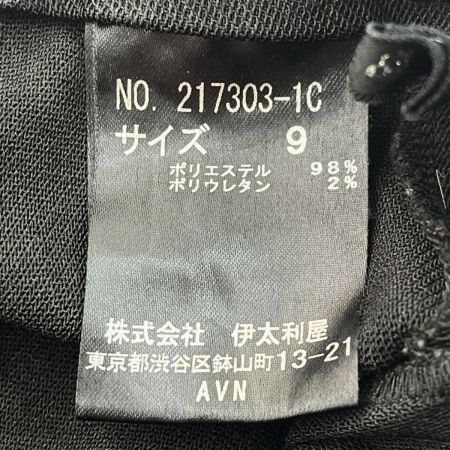 NO. 217303-1C
サイズ 9
ポリエステル 98%
ポリウレタン 2%
株式会社 伊太利屋
東京都渋谷区鉢山町13-21
AVN